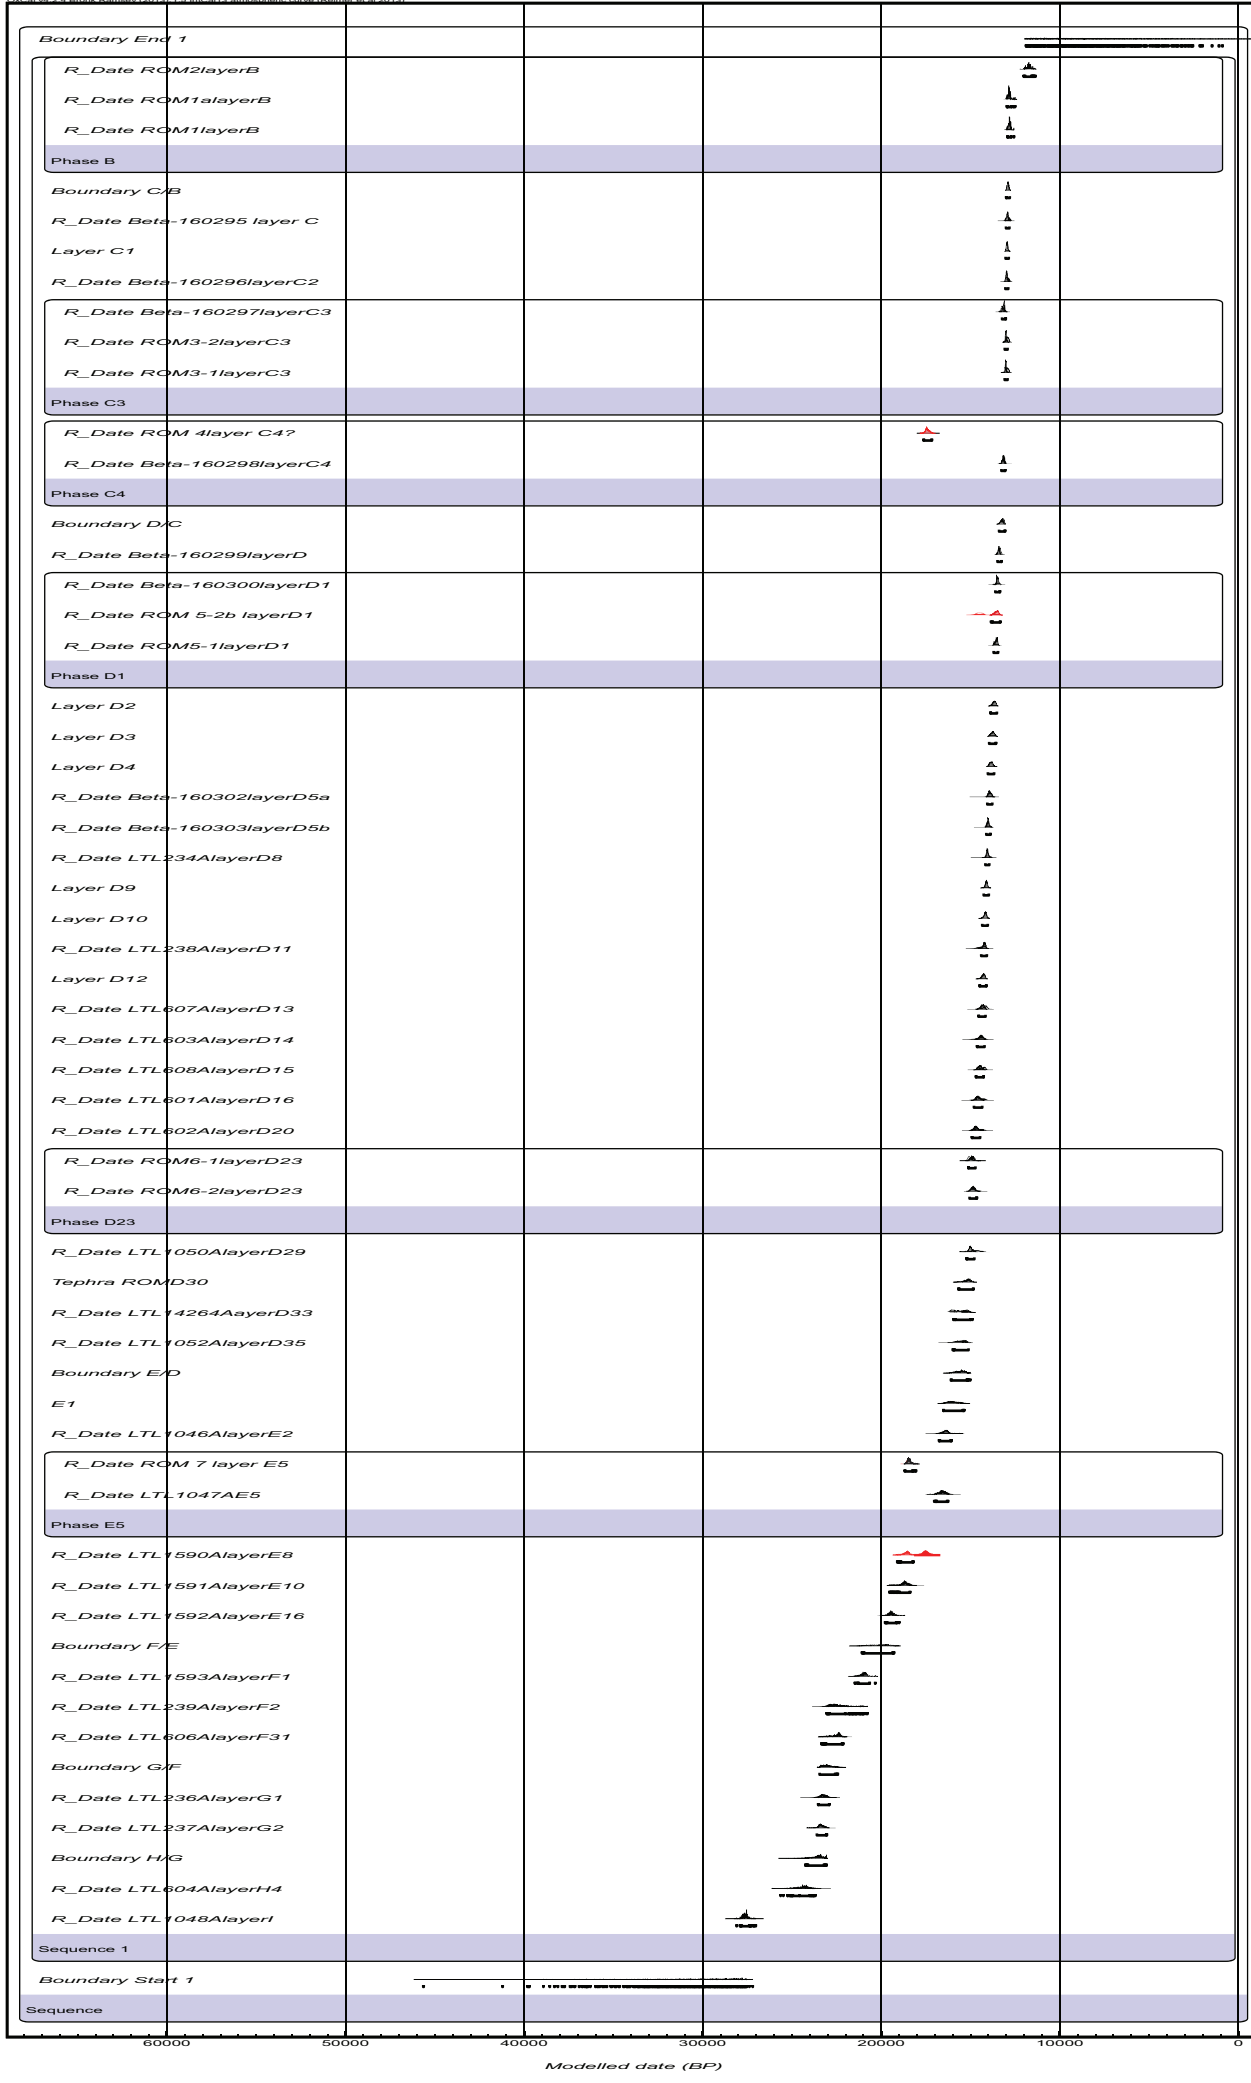 Boundary End 1
R_Date ROM2layerB
R_Date ROM1alayerB
R_Date ROM1layerB
Phase B
Boundary C/B
R_Date Beta-160295 layer C
Layer C1
R_Date Beta-160296layerC2
R_Date Beta-160297layerC3
R_Date ROM3-2layerC3
R_Date ROM3-1layerC3
Phase C3
R_Date ROM 4layer C4?
R_Date Beta-160298layerC4
Phase C4
Boundary D/C
R_Date Beta-160299layerD
R_Date Beta-160300layerD1
R_Date ROM 5-2b layerD1
R_Date ROM5-1layerD1
Phase D1
Layer D2
Layer D3
Layer D4
R_Date Beta-160302layerD5a
R_Date Beta-160303layerD5b
R_Date LTL234AlayerD8
Layer D9
Layer D10
R_Date LTL238AlayerD11
Layer D12
R_Date LTL607AlayerD13
R_Date LTL603AlayerD14
R_Date LTL608AlayerD15
R_Date LTL601AlayerD16
R_Date LTL602AlayerD20
R_Date ROM6-1layerD23
R_Date ROM6-2layerD23
Phase D23
R_Date LTL1050AlayerD29
Tephra ROMD30
R_Date LTL14264AayerD33
R_Date LTL1052AlayerD35
Boundary E/D
E1
R_Date LTL1046AlayerE2
R_Date ROM 7 layer E5
R_Date LTL1047AE5
Phase E5
R_Date LTL1590AlayerE8
R_Date LTL1591AlayerE10
R_Date LTL1592AlayerE16
Boundary F/E
R_Date LTL1593AlayerF1
R_Date LTL239AlayerF2
R_Date LTL606AlayerF31
Boundary G/F
R_Date LTL236AlayerG1
R_Date LTL237AlayerG2
Boundary H/G
R_Date LTL604AlayerH4
R_Date LTL1048AlayerI
Sequence 1
Boundary Start 1
Sequence
60000 50000 40000 30000 20000 10000 0
Modelled date (BP)